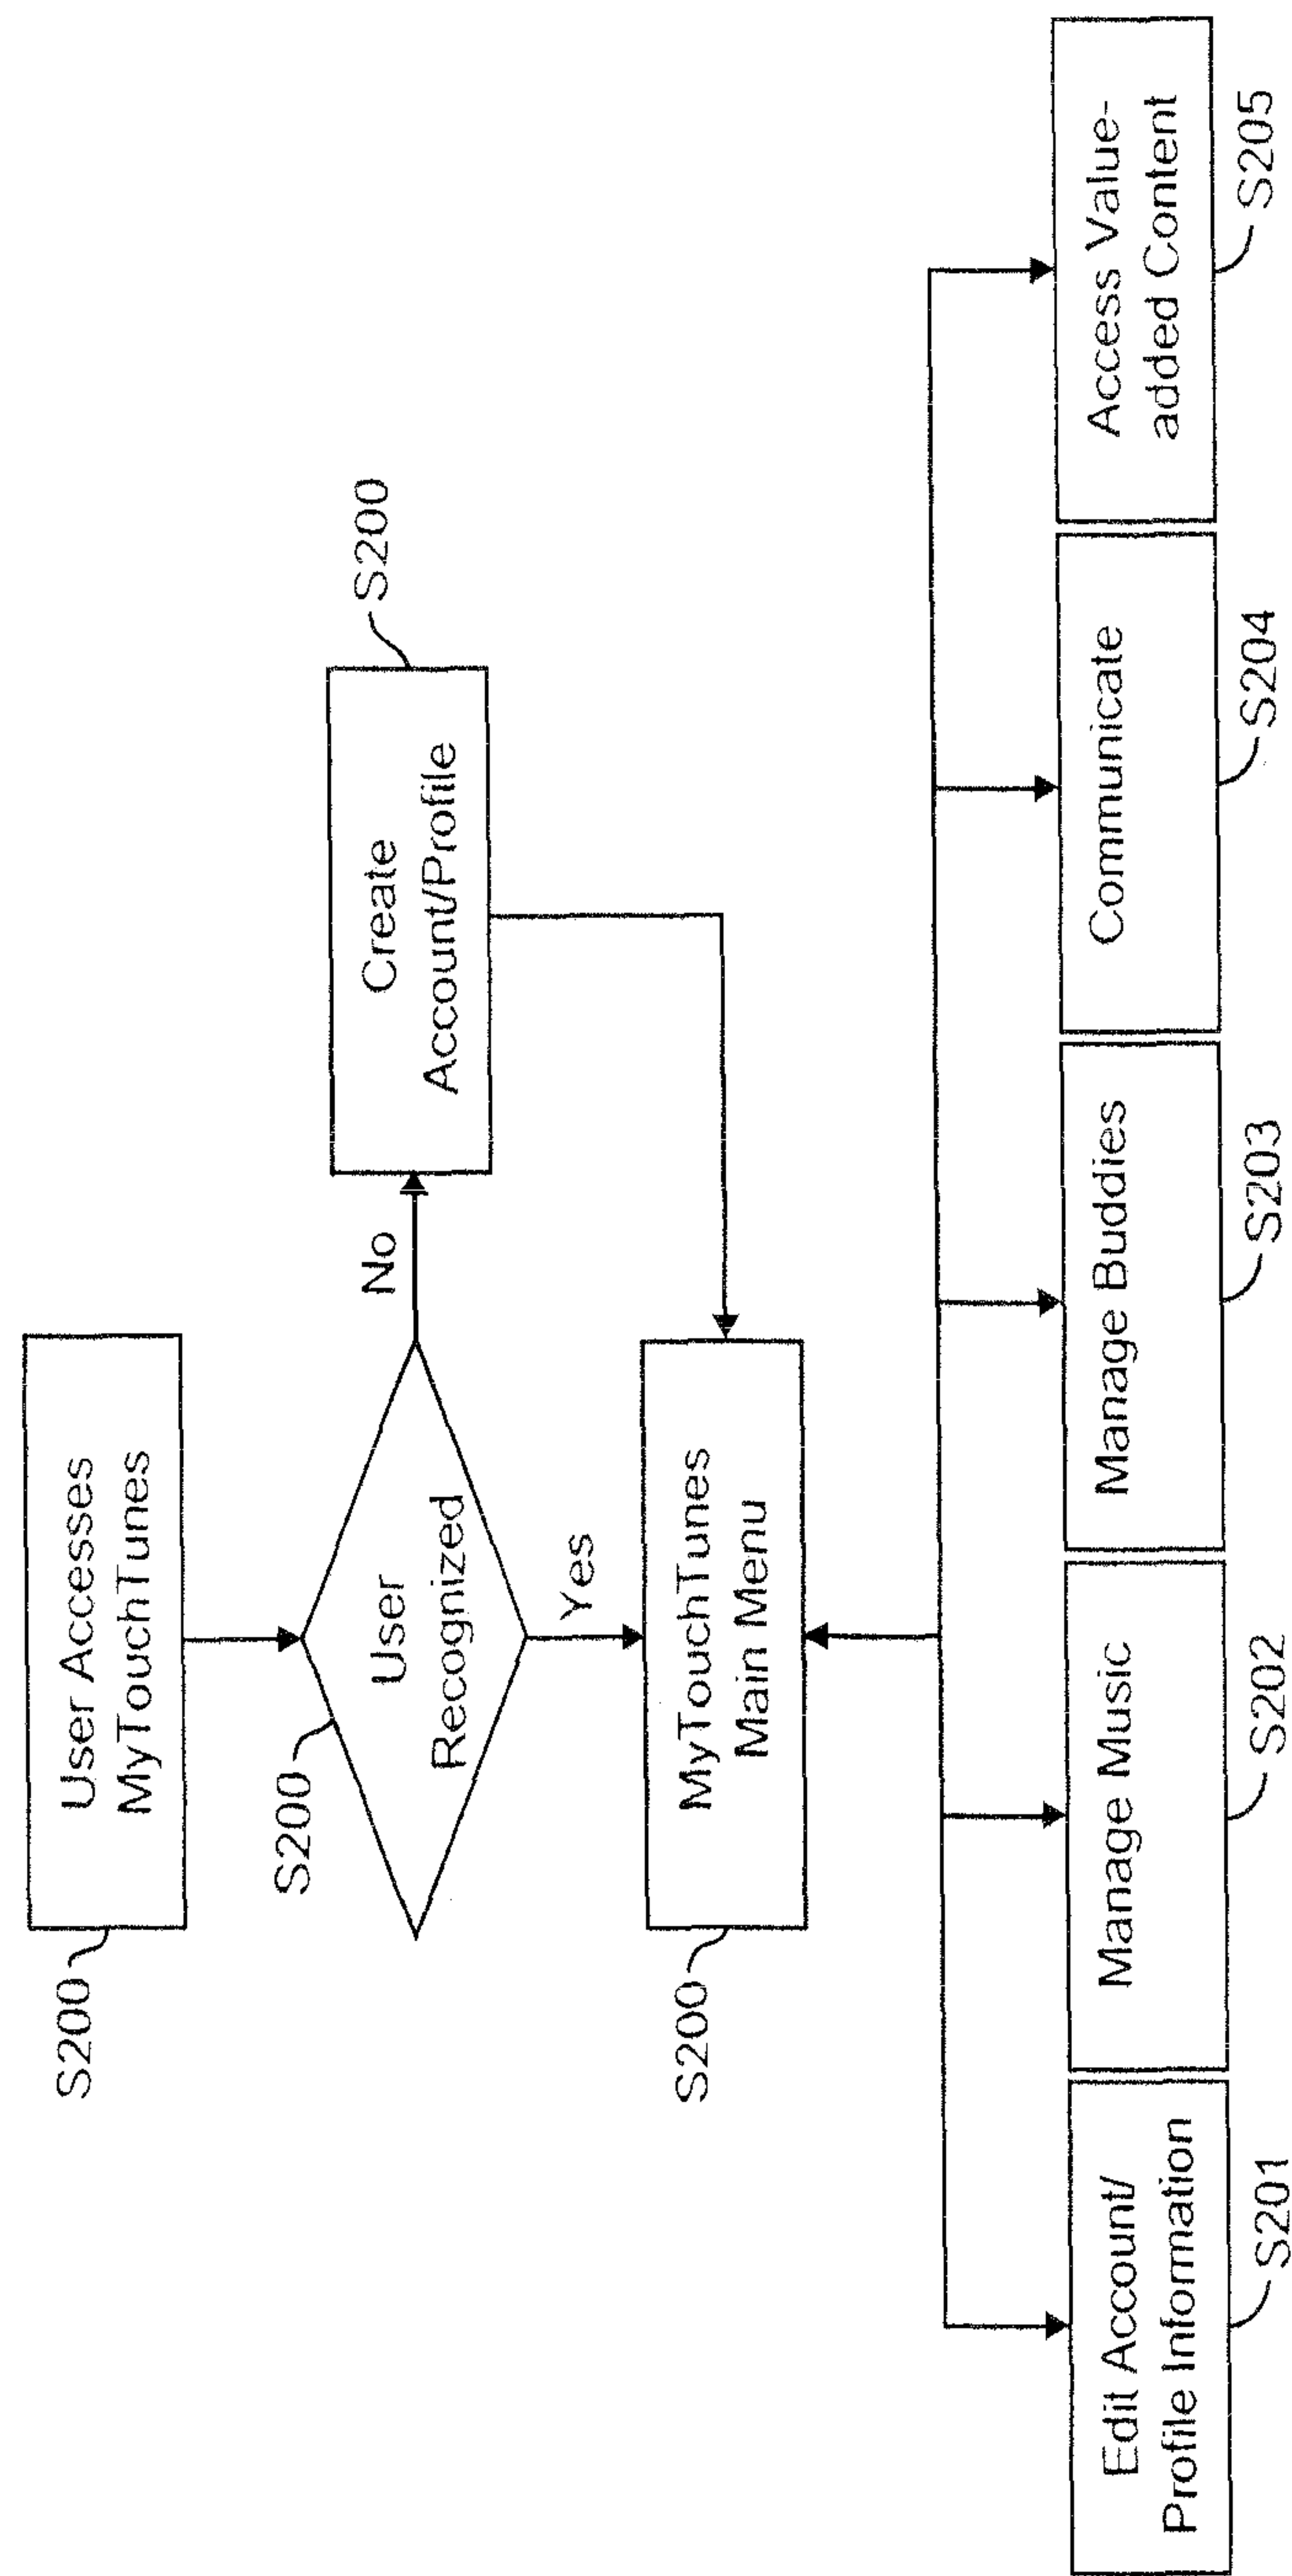 User Accesses
MyTouchTunes
S200
User
Recognized
S200
No
Create
Account/Profile
S200
Yes
MyTouchTunes
Main Menu
S200
Edit Account/
Profile Information
S201
Manage Music
S202
Manage Buddies
S203
Communicate
S204
Access Value-
added Content
S205